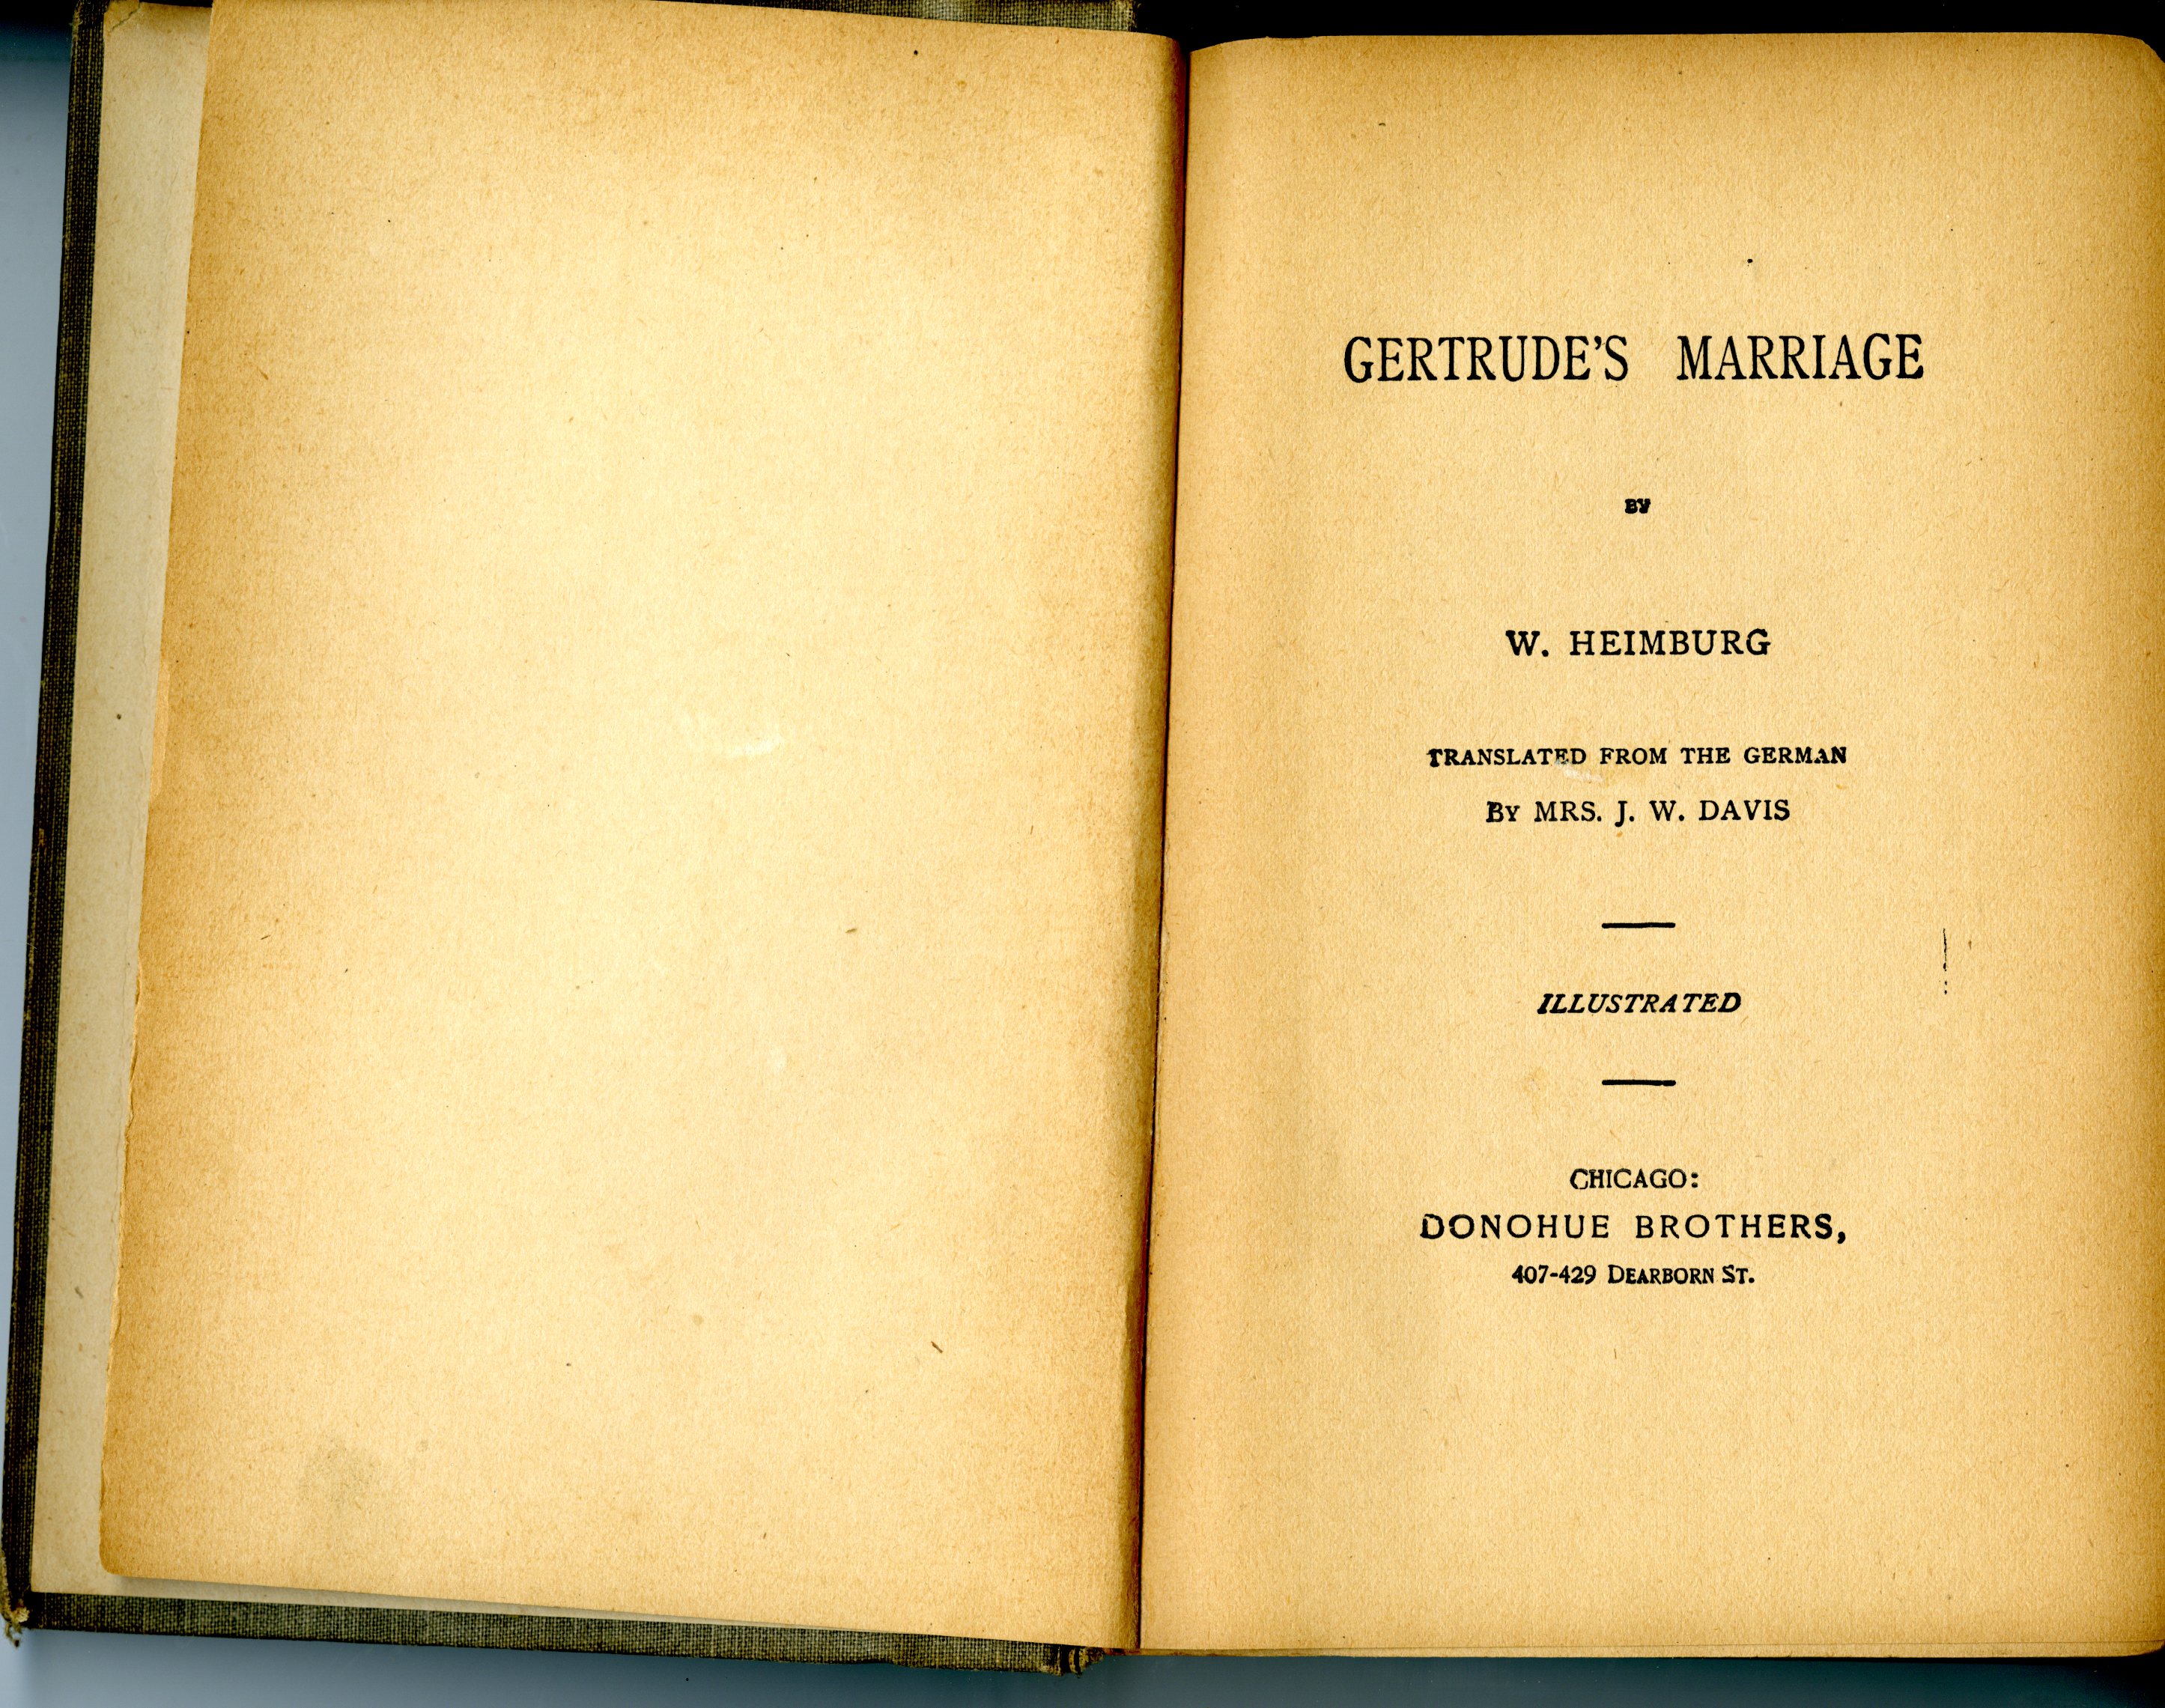 GERTRUDE'S MARRIAGE
BY
W. HEIMBURG
TRANSLATED FROM THE GERMAN
BY MRS. J. W. DAVIS
ILLUSTRATED
CHICAGO:
DONOHUE BROTHERS,
407-429 DEARBORN ST.